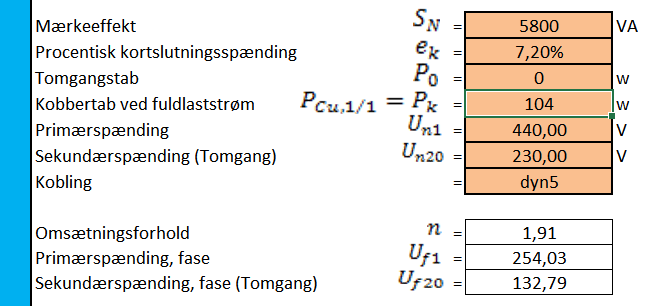 Mærkeeffekt S_N = 5800 VA
Procentisk kortslutningsspænding e_k = 7,20%
Tomgangstab P_0 = 0 w
Kobbertab ved fuldlaststrøm P_{Cu,1/1} = P_k = 104 w
Primærspænding U_{n1} = 440,00 V
Sekundærspænding (Tomgang) U_{n20} = 230,00 V
Kobling = dyn5
Omsætningsforhold n = 1,91
Primærspænding, fase U_{f1} = 254,03
Sekundærspænding, fase (Tomgang) U_{f20} = 132,79